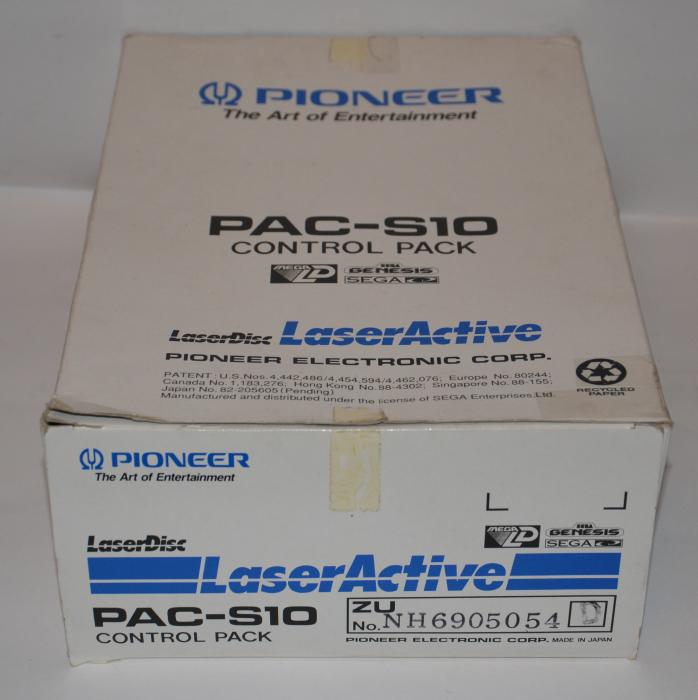 PIONEER
The Art of Entertainment
PAC-S10
CONTROL PACK
MEGA LD
SEGA GENESIS
SEGA
LaserDisc LaserActive
PIONEER ELECTRONIC CORP.
PATENT: U.S.Nos.4,442,486/4,454,594/4,462,076; Europe No.80244;
Canada No.1,183,276; Hong Kong No.88-4302; Singapore No.88-155;
Japan No.82-205605(Pending)
Manufactured and distributed under the license of SEGA Enterprises,Ltd.
RECYCLED
PAPER
PIONEER
The Art of Entertainment
MEGA LD
SEGA GENESIS
SEGA
LaserDisc
LaserActive
PAC-S10
CONTROL PACK
ZU
No. NH6905054
PIONEER ELECTRONIC CORP. MADE IN JAPAN